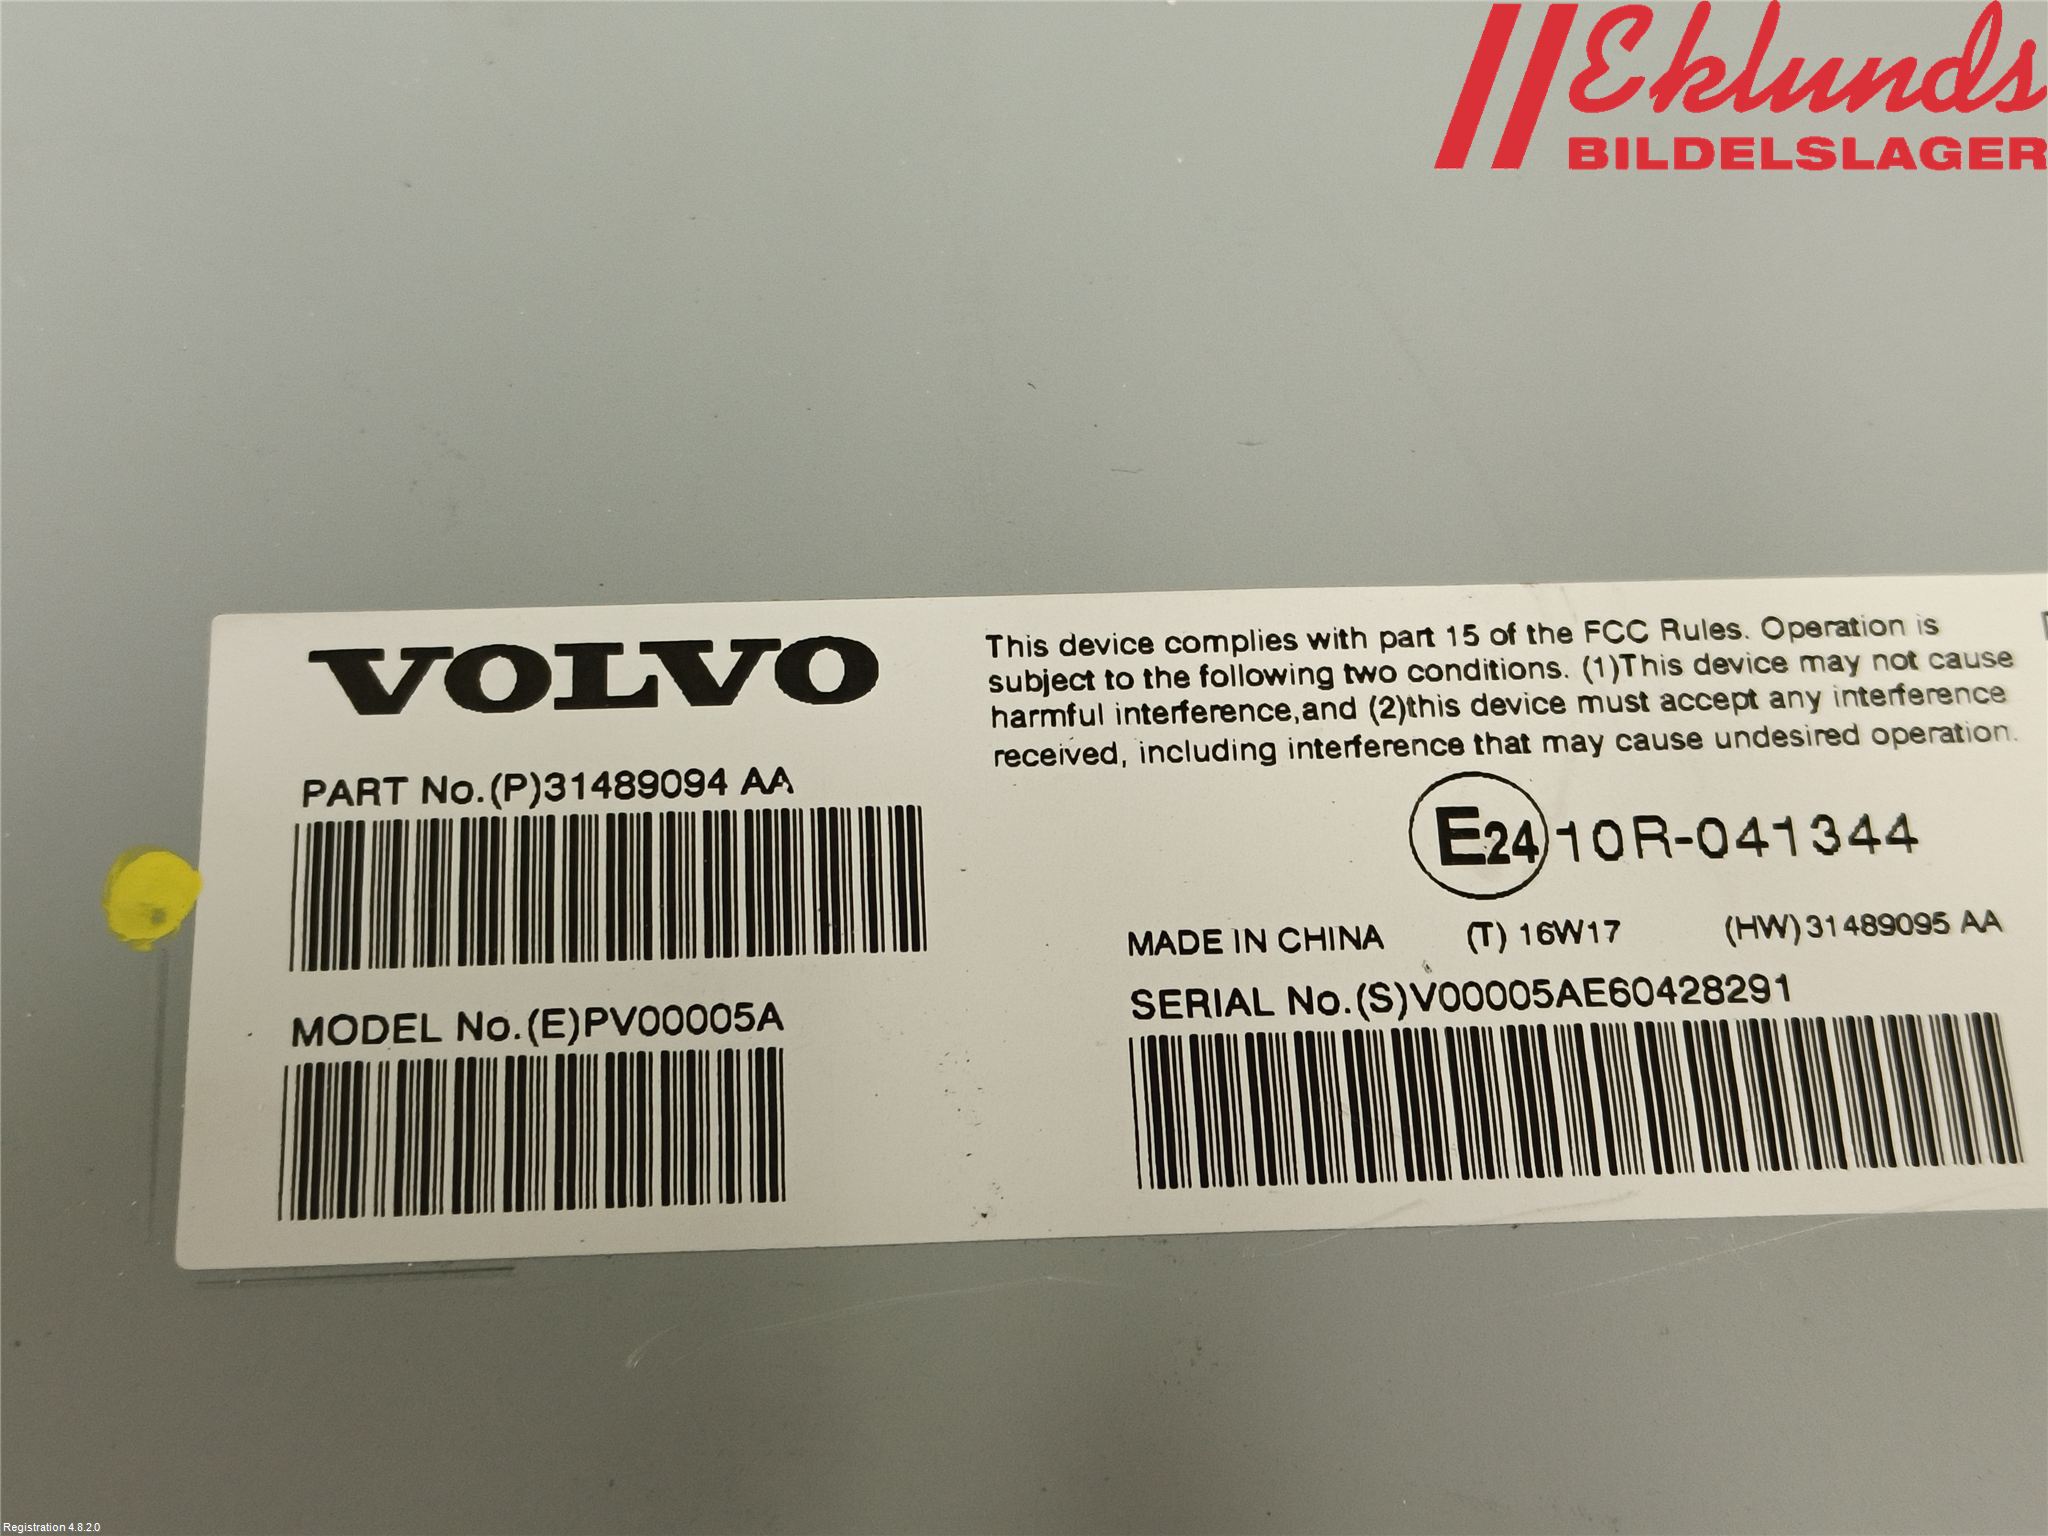 Eklunds
BILDELSLAGER
VOLVO
PART No.(P)31489094 AA
MODEL No.(E)PV00005A
This device complies with part 15 of the FCC Rules. Operation is
subject to the following two conditions. (1)This device may not cause
harmful interference,and (2)this device must accept any interference
received, including interference that may cause undesired operation.
E24 10R-041344
MADE IN CHINA (T) 16W17 (HW)31489095 AA
SERIAL No.(S)V00005AE60428291
Registration 4.8.2.0